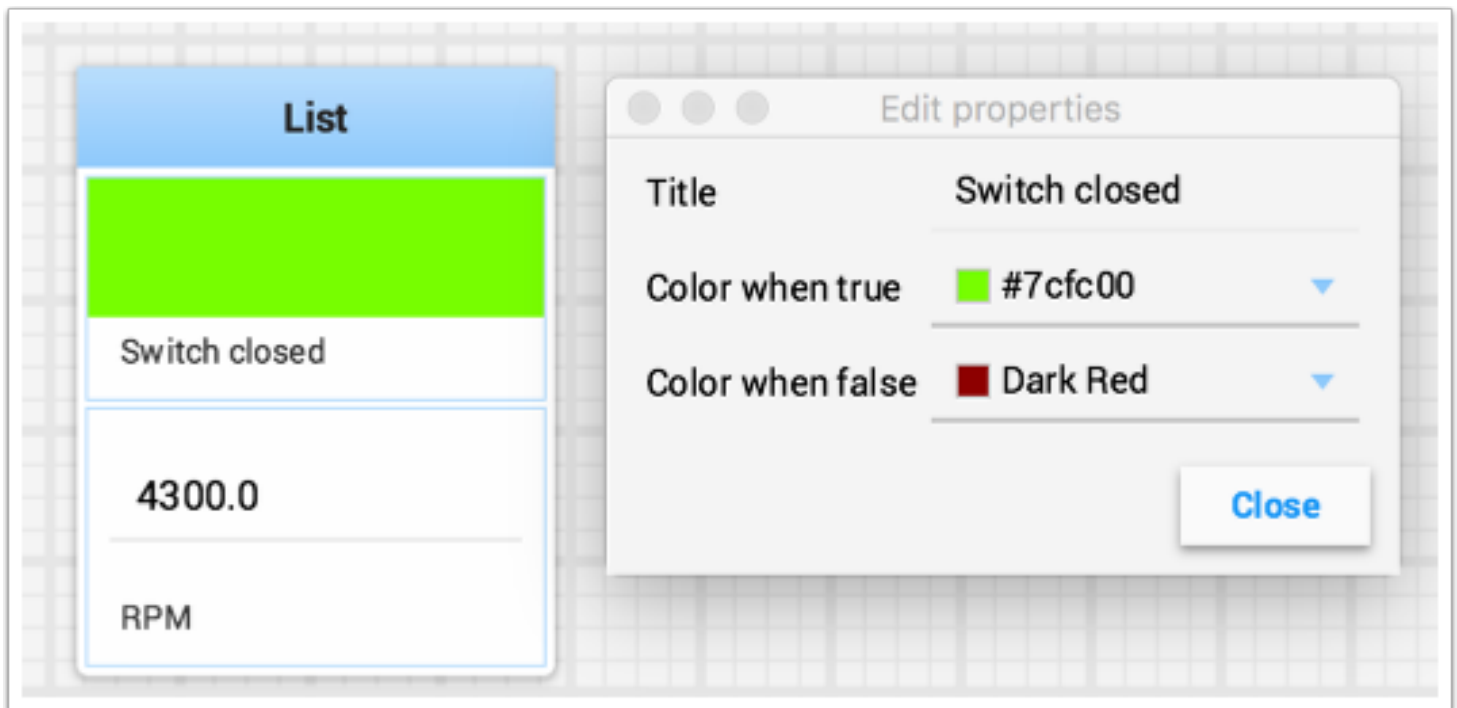 List
Switch closed
4300.0
RPM
Edit properties
Title Switch closed
Color when true #7cfc00
Color when false Dark Red
Close